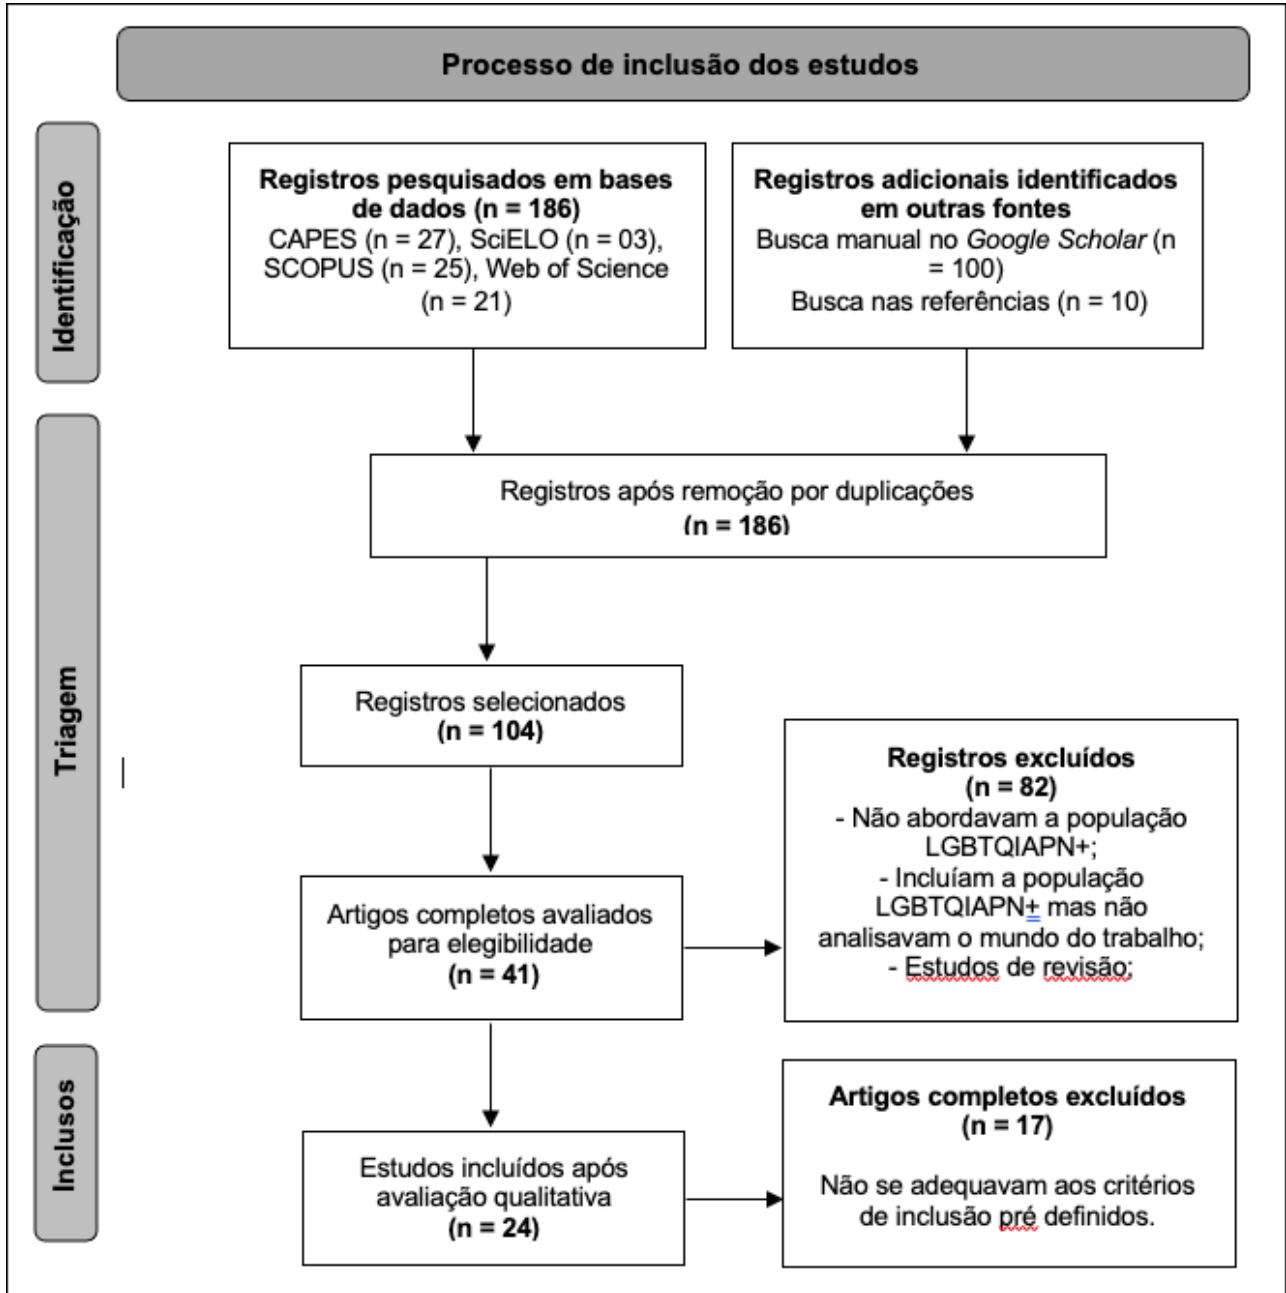 Processo de inclusão dos estudos
Identificação
Registros pesquisados em bases
de dados (n = 186)
CAPES (n = 27), SciELO (n = 03),
SCOPUS (n = 25), Web of Science
(n = 21)
Registros adicionais identificados
em outras fontes
Busca manual no Google Scholar (n
= 100)
Busca nas referências (n = 10)
Triagem
Registros após remoção por duplicações
(n = 186)
Registros selecionados
(n = 104)
Registros excluídos
(n = 82)
- Não abordavam a população
LGBTQIAPN+;
- Incluíam a população
LGBTQIAPN+ mas não
analisavam o mundo do trabalho;
- Estudos de revisão;
Artigos completos avaliados
para elegibilidade
(n = 41)
Inclusos
Artigos completos excluídos
(n = 17)
Não se adequavam aos critérios
de inclusão pré definidos.
Estudos incluídos após
avaliação qualitativa
(n = 24)